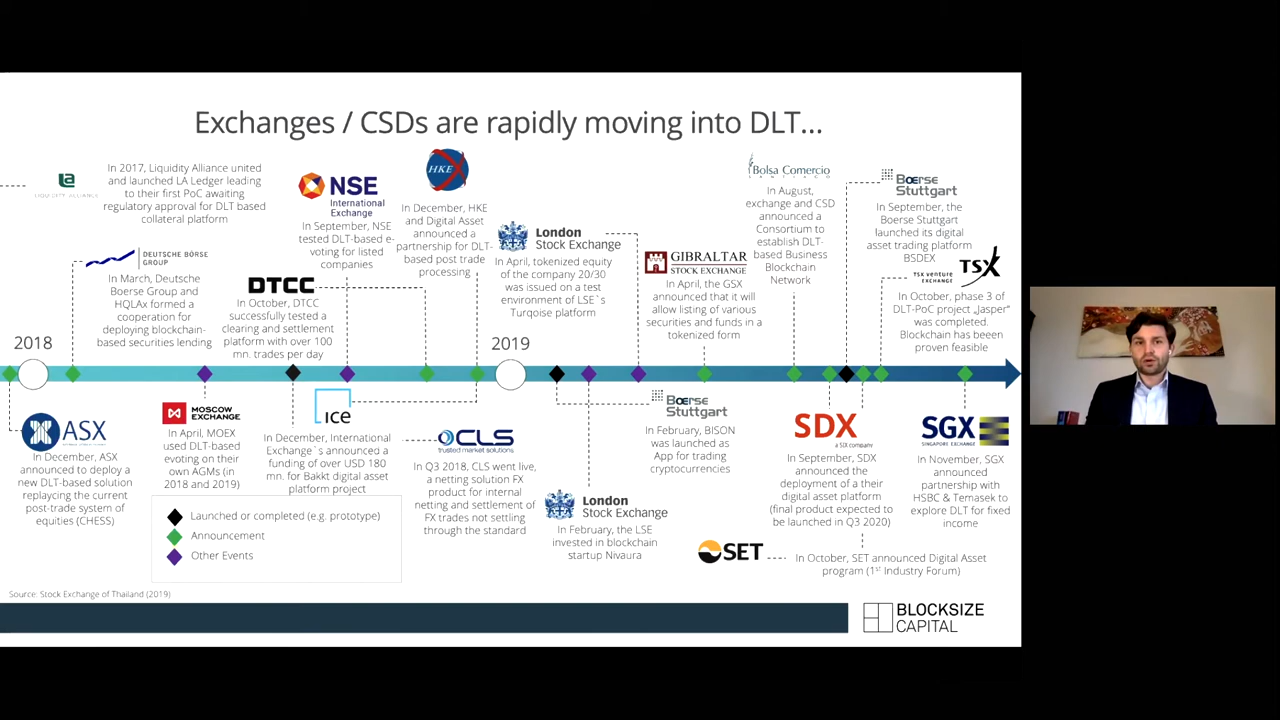 Exchanges / CSDs are rapidly moving into DLT...
LIQUIDITY ALLIANCE
In 2017, Liquidity Alliance united
and launched LA Ledger leading
to their first PoC awaiting
regulatory approval for DLT based
collateral platform
DEUTSCHE BÖRSE
GROUP
In March, Deutsche
Boerse Group and
HQLAx formed a
cooperation for
deploying blockchain-
based securities lending
NSE
International
Exchange
In September, NSE
tested DLT-based e-
voting for listed
companies
DTCC
In October, DTCC
successfully tested a
clearing and settlement
platform with over 100
mn. trades per day
HKE
In December, HKE
and Digital Asset
announced a
partnership for DLT-
based post trade
processing
London
Stock Exchange
In April, tokenized equity
of the company 20/30
was issued on a test
environment of LSE`s
Turqoise platform
GIBRALTAR
STOCK EXCHANGE
In April, the GSX
announced that it will
allow listing of various
securities and funds in a
tokenized form
Bolsa Comercio
SANTIAGO
In August,
exchange and CSD
announced a
Consortium to
establish DLT-
based Business
Blockchain
Network
Boerse
Stuttgart
In September, the
Boerse Stuttgart
launched its digital
asset trading platform
BSDEX
TSX
TSX VENTURE
EXCHANGE
In October, phase 3 of
DLT-PoC project „Jasper"
was completed.
Blockchain has beeen
proven feasible
2018
2019
ASX
In December, ASX
announced to deploy a
new DLT-based solution
replaycing the current
post-trade system of
equities (CHESS)
MOSCOW
EXCHANGE
In April, MOEX
used DLT-based
evoting on their
own AGMs (in
2018 and 2019)
ice
In December, International
Exchange`s announced a
funding of over USD 180
mn. for Bakkt digital asset
platform project
CLS
trusted market solutions
In Q3 2018, CLS went live,
a netting solution FX
product for internal
netting and settlement of
FX trades not settling
through the standard
London
Stock Exchange
In February, the LSE
invested in blockchain
startup Nivaura
Boerse
Stuttgart
In February, BISON
was launched as
App for trading
cryptocurrencies
SDX
a SIX company
In September, SDX
announced the
deployment of a their
digital asset platform
(final product expected to
be launched in Q3 2020)
SGX
SINGAPORE EXCHANGE
In November, SGX
announced
partnership with
HSBC & Temasek to
explore DLT for fixed
income
SET
In October, SET announced Digital Asset
program (1st Industry Forum)
Launched or completed (e.g. prototype)
Announcement
Other Events
Source: Stock Exchange of Thailand (2019)
BLOCKSIZE
CAPITAL